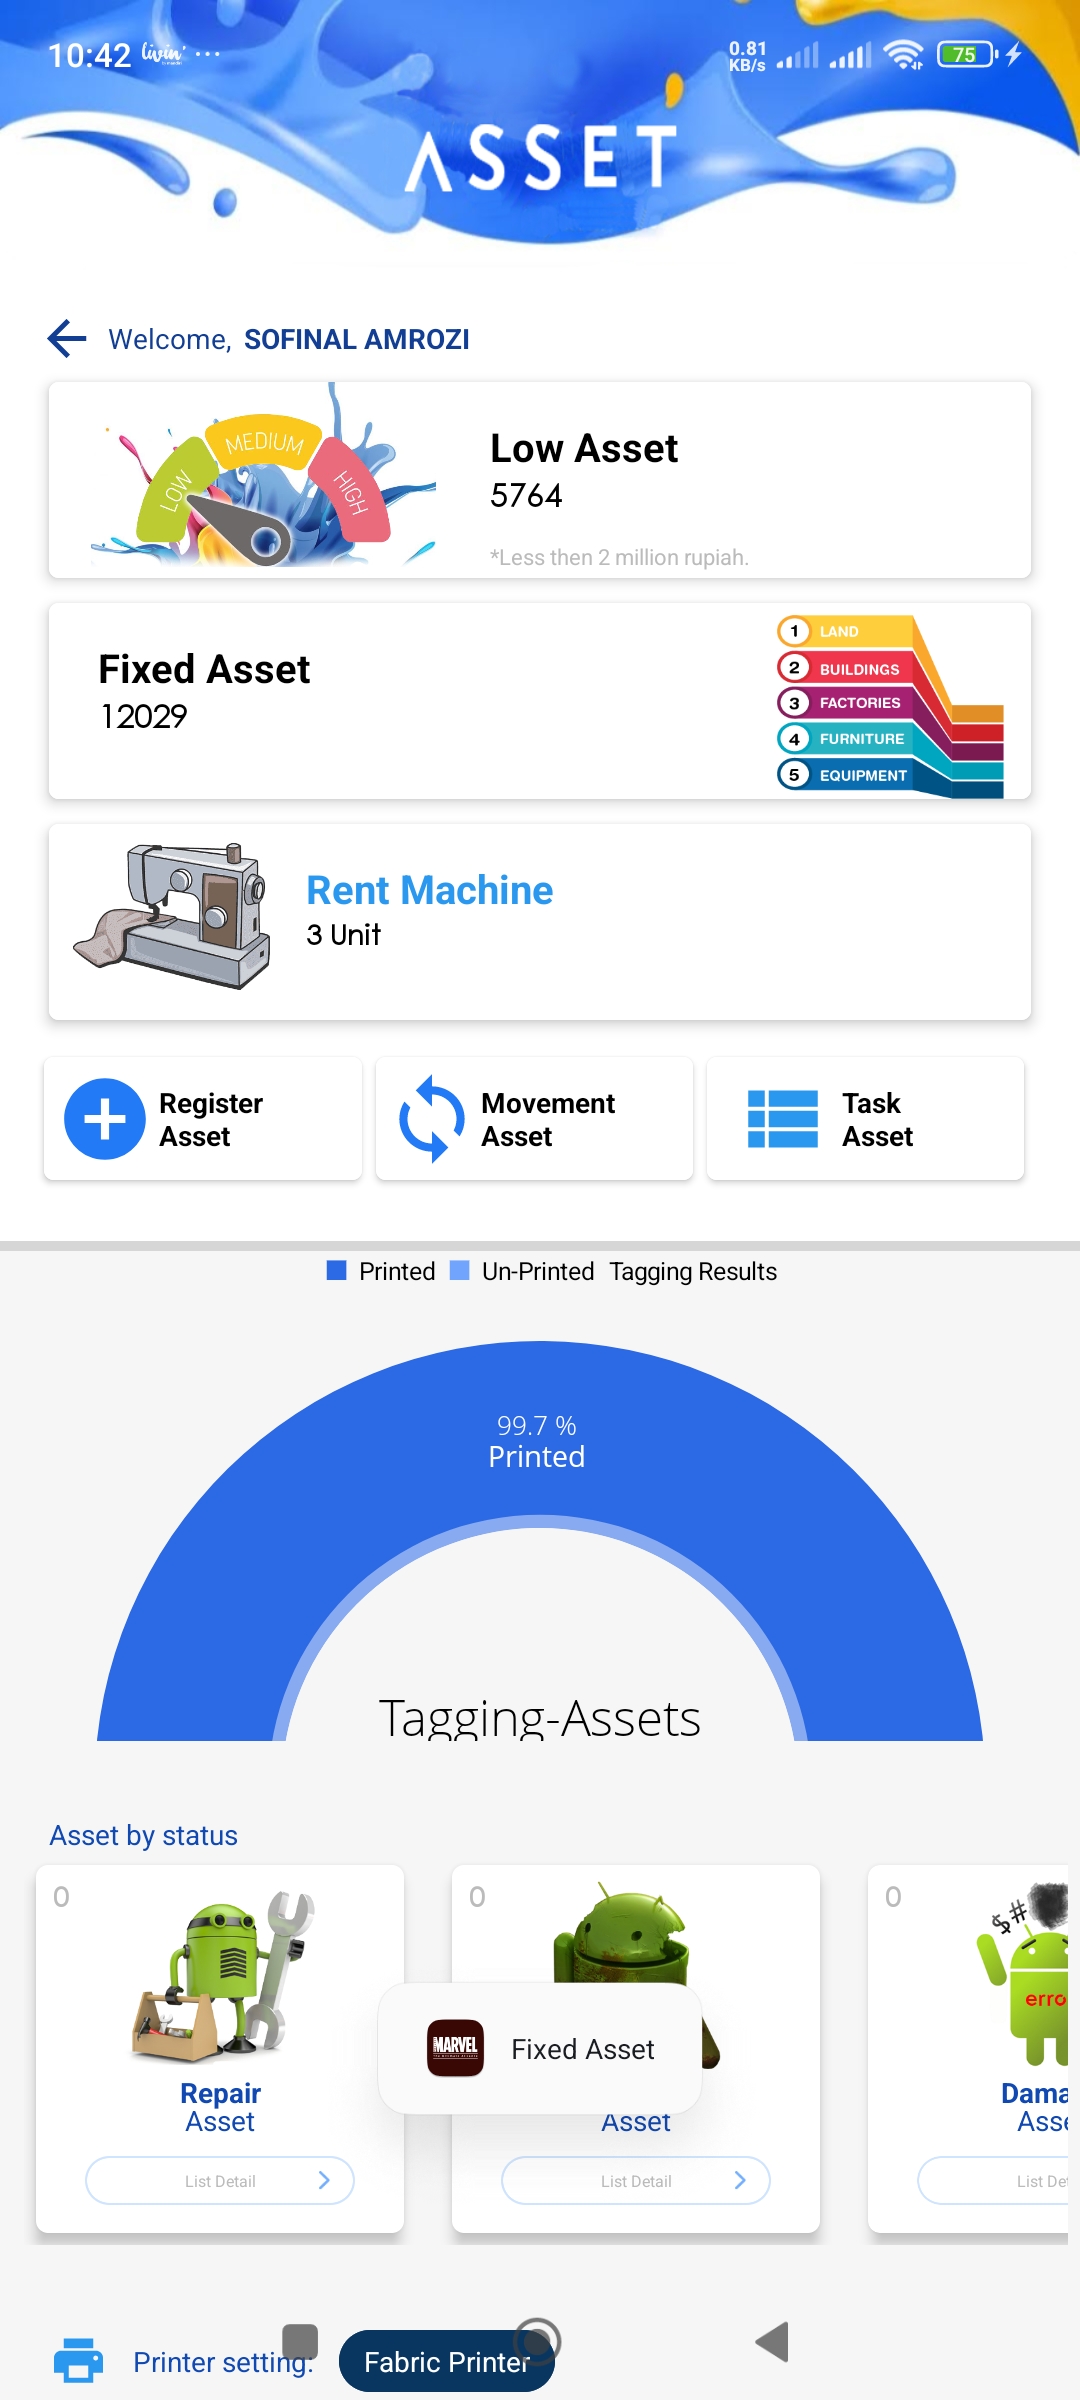 10:42 livin' ...
0.81
KB/s
75
ASSET
Welcome, SOFINAL AMROZI
LOW
MEDIUM
HIGH
Low Asset
5764
*Less then 2 million rupiah.
Fixed Asset
12029
1 LAND
2 BUILDINGS
3 FACTORIES
4 FURNITURE
5 EQUIPMENT
Rent Machine
3 Unit
Register
Asset
Movement
Asset
Task
Asset
Printed Un-Printed Tagging Results
99.7 %
Printed
Tagging-Assets
Asset by status
0
Repair
Asset
List Detail
0
Asset
List Detail
0
$#
erro
Dama
Asse
List De
MARVEL
Fixed Asset
Printer setting:
Fabric Printer